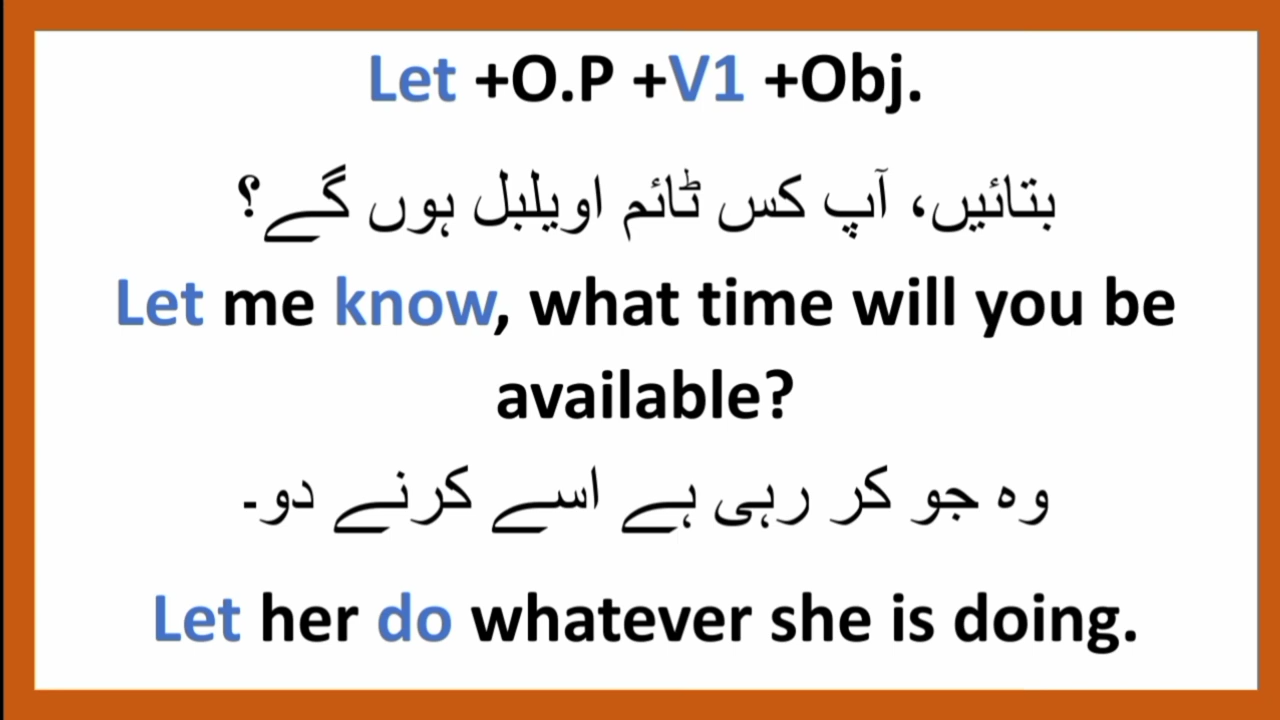 Let +O.P +V1 +Obj.
بتائیں، آپ کس ٹائم اویلبل ہوں گے؟
Let me know, what time will you be
available?
وہ جو کر رہی ہے اسے کرنے دو۔
Let her do whatever she is doing.